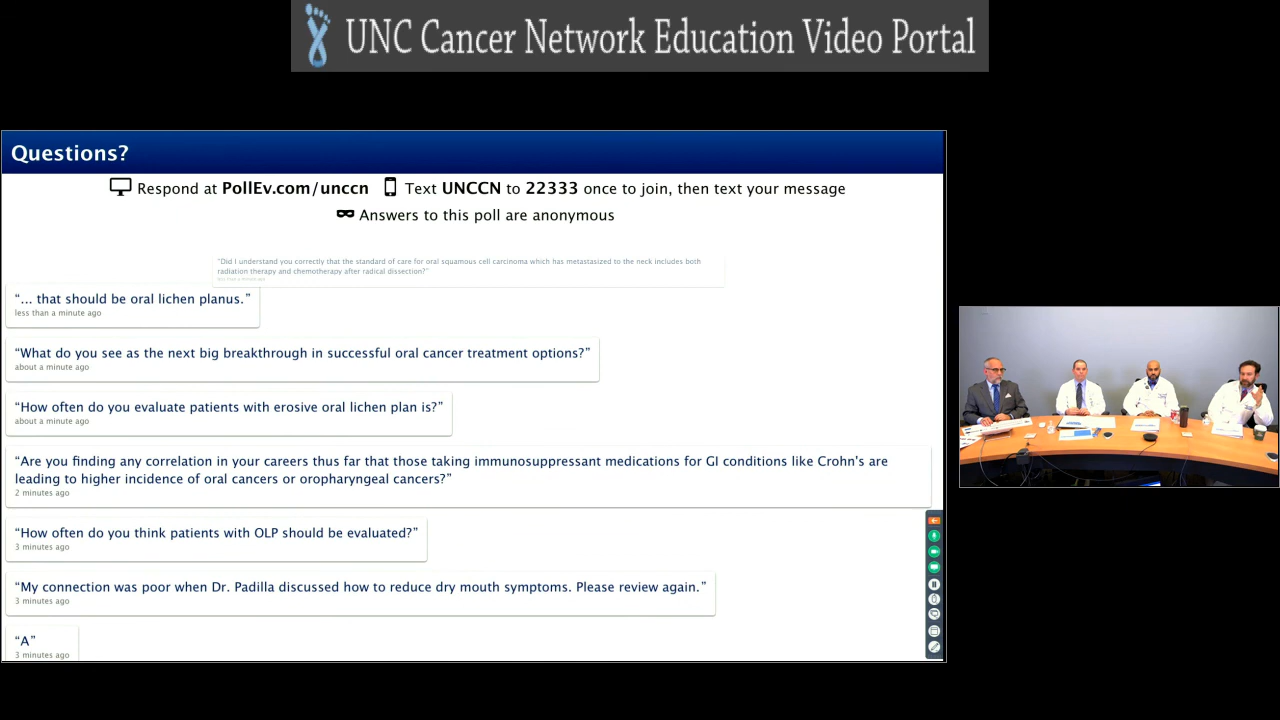 UNC Cancer Network Education Video Portal
Questions?
Respond at PollEv.com/unccn Text UNCCN to 22333 once to join, then text your message
Answers to this poll are anonymous
“Did I understand you correctly that the standard of care for oral squamous cell carcinoma which has metastasized to the neck includes both
radiation therapy and chemotherapy after radical dissection?”
“... that should be oral lichen planus.”
less than a minute ago
“What do you see as the next big breakthrough in successful oral cancer treatment options?”
about a minute ago
“How often do you evaluate patients with erosive oral lichen plan is?”
about a minute ago
“Are you finding any correlation in your careers thus far that those taking immunosuppressant medications for GI conditions like Crohn's are
leading to higher incidence of oral cancers or oropharyngeal cancers?”
2 minutes ago
“How often do you think patients with OLP should be evaluated?”
3 minutes ago
“My connection was poor when Dr. Padilla discussed how to reduce dry mouth symptoms. Please review again.”
3 minutes ago
“A”
3 minutes ago